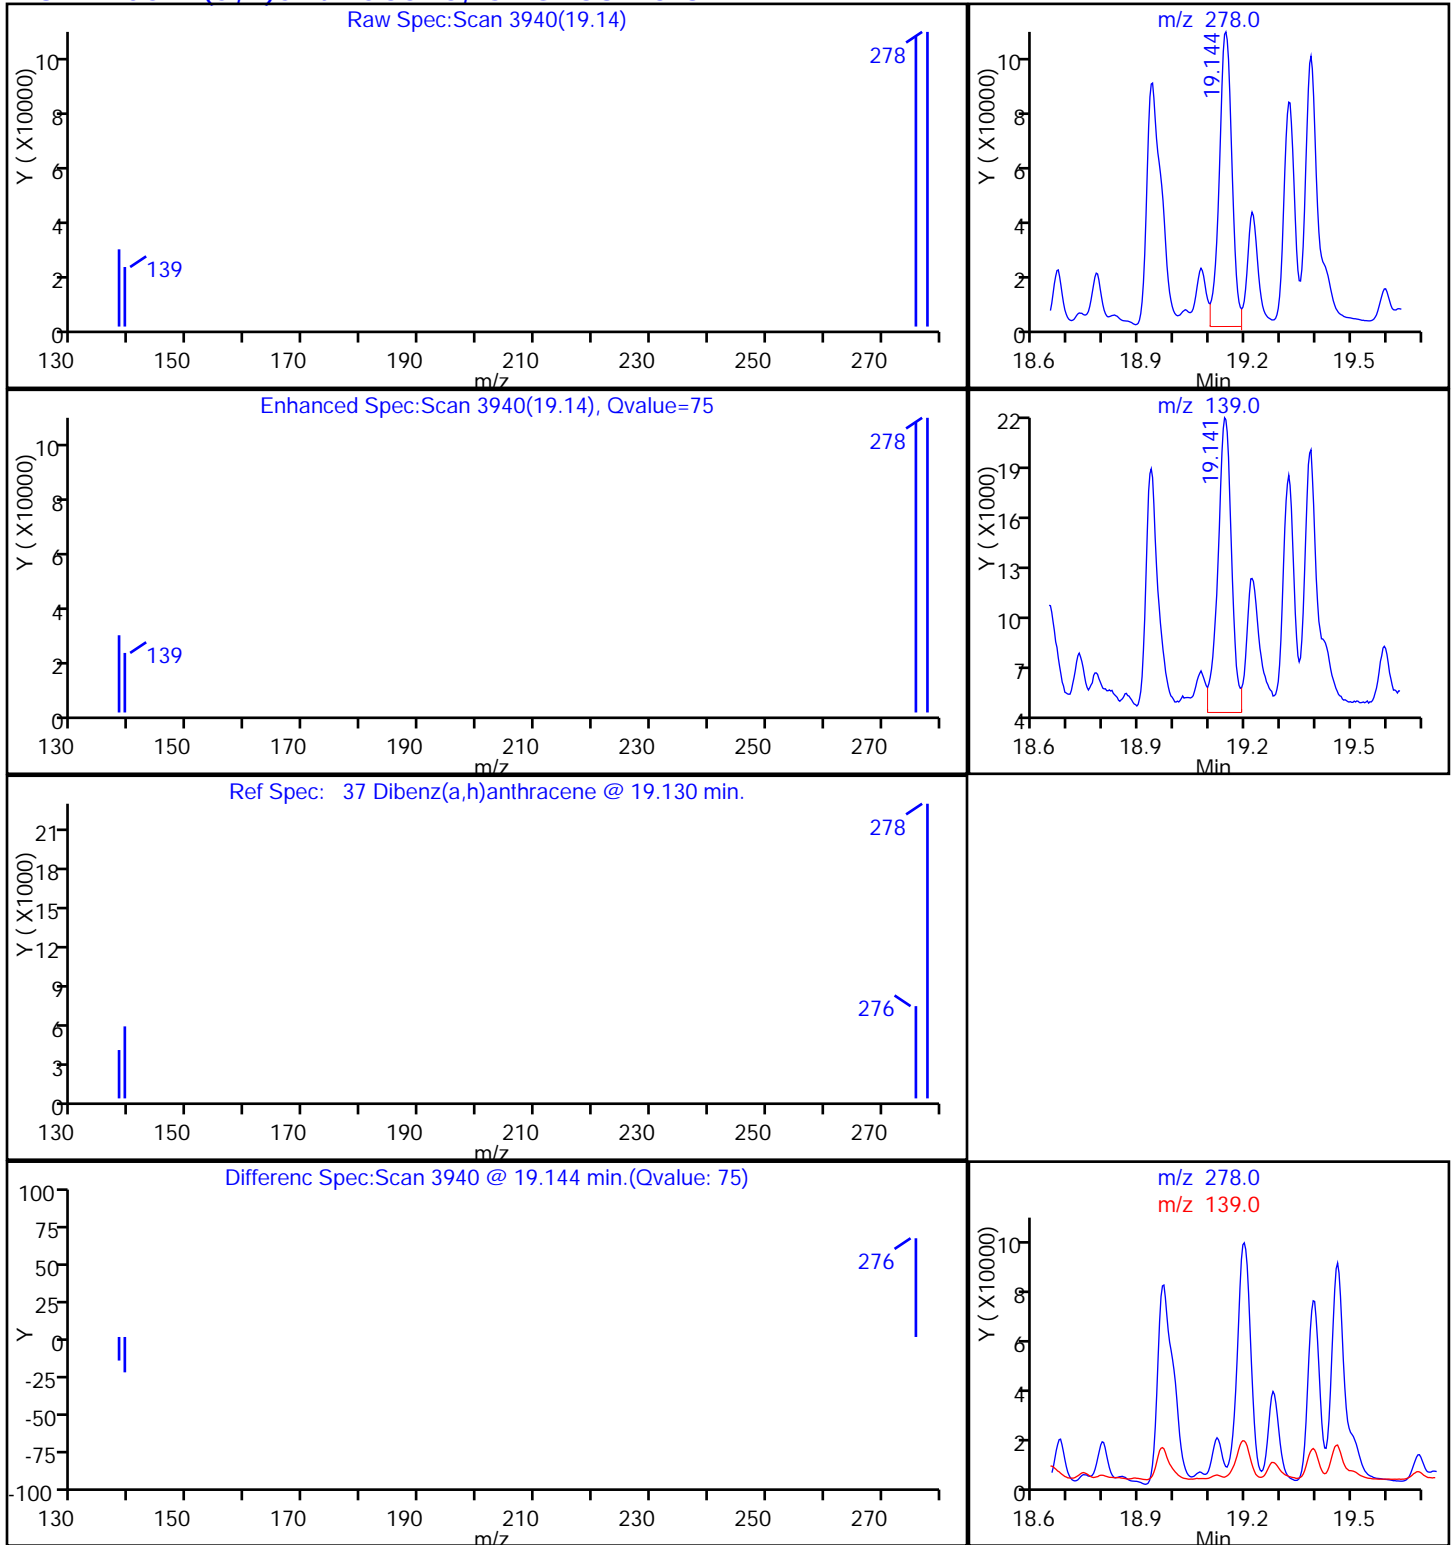 Raw Spec:Scan 3940(19.14)
Y ( X10000)
10
8
6
4
2
0
278
139
130 150 170 190 210 230 250 270
m/z
m/z 278.0
Y ( X10000)
10
8
6
4
2
0
19.144
18.6 18.9 19.2 19.5
Min
Enhanced Spec:Scan 3940(19.14), Qvalue=75
Y ( X10000)
10
8
6
4
2
0
278
139
130 150 170 190 210 230 250 270
m/z
m/z 139.0
Y ( X1000)
22
19
16
13
10
7
4
19.141
18.6 18.9 19.2 19.5
Min
Ref Spec: 37 Dibenz(a,h)anthracene @ 19.130 min.
Y ( X1000)
21
18
15
12
9
6
3
0
278
276
130 150 170 190 210 230 250 270
m/z
Differenc Spec:Scan 3940 @ 19.144 min.(Qvalue: 75)
Y
100
75
50
25
0
-25
-50
-75
-100
276
130 150 170 190 210 230 250 270
m/z
m/z 278.0
m/z 139.0
Y ( X10000)
10
8
6
4
2
0
18.6 18.9 19.2 19.5
Min